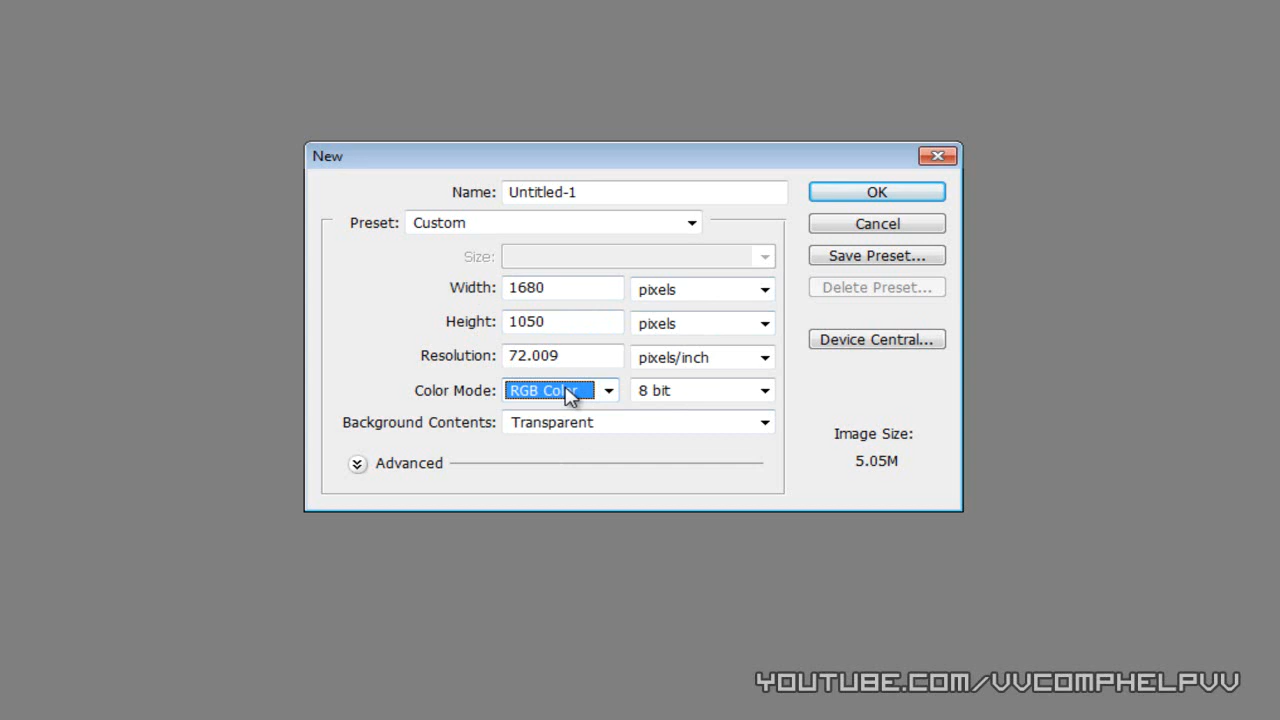 New
Name: Untitled-1
OK
Preset: Custom
Cancel
Size:
Save Preset...
Width: 1680 pixels
Delete Preset...
Height: 1050 pixels
Device Central...
Resolution: 72.009 pixels/inch
Color Mode: RGB Color 8 bit
Background Contents: Transparent
Image Size:
5.05M
Advanced
YOUTUBE.COM/VVCOMPHELPVV